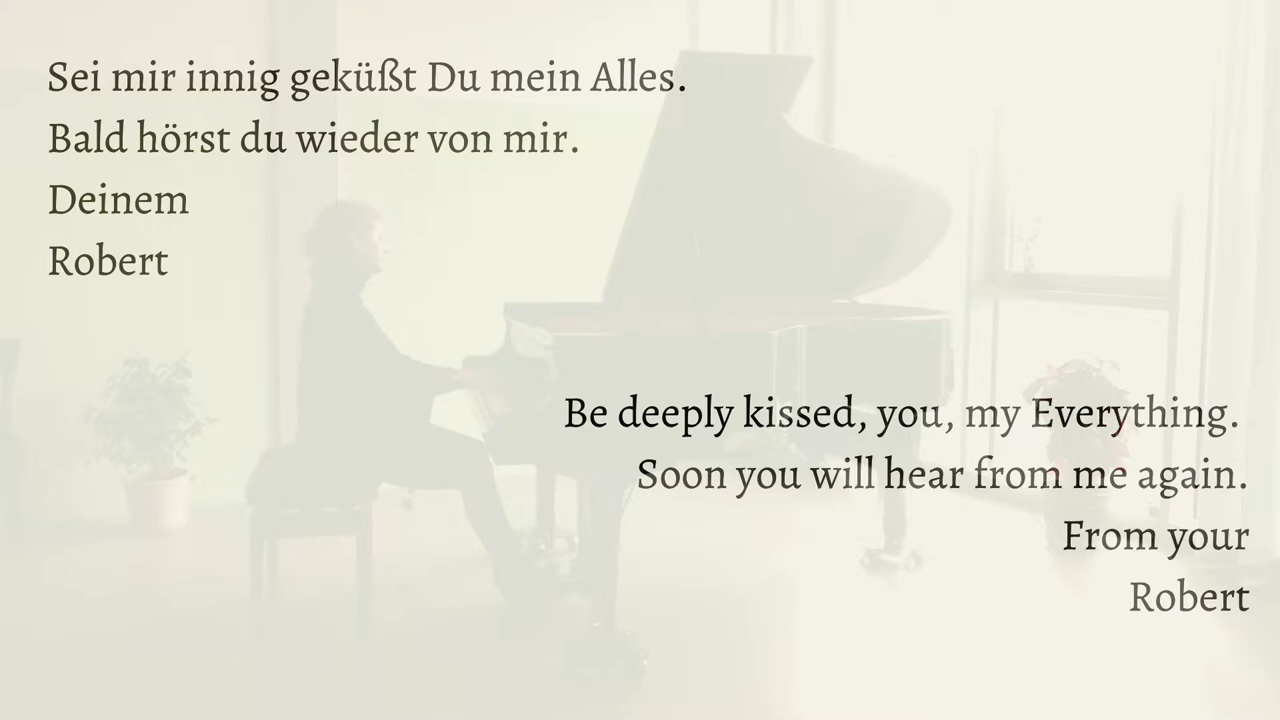 Sei mir innig geküßt Du mein Alles.
Bald hörst du wieder von mir.
Deinem
Robert
Be deeply kissed, you, my Everything.
Soon you will hear from me again.
From your
Robert